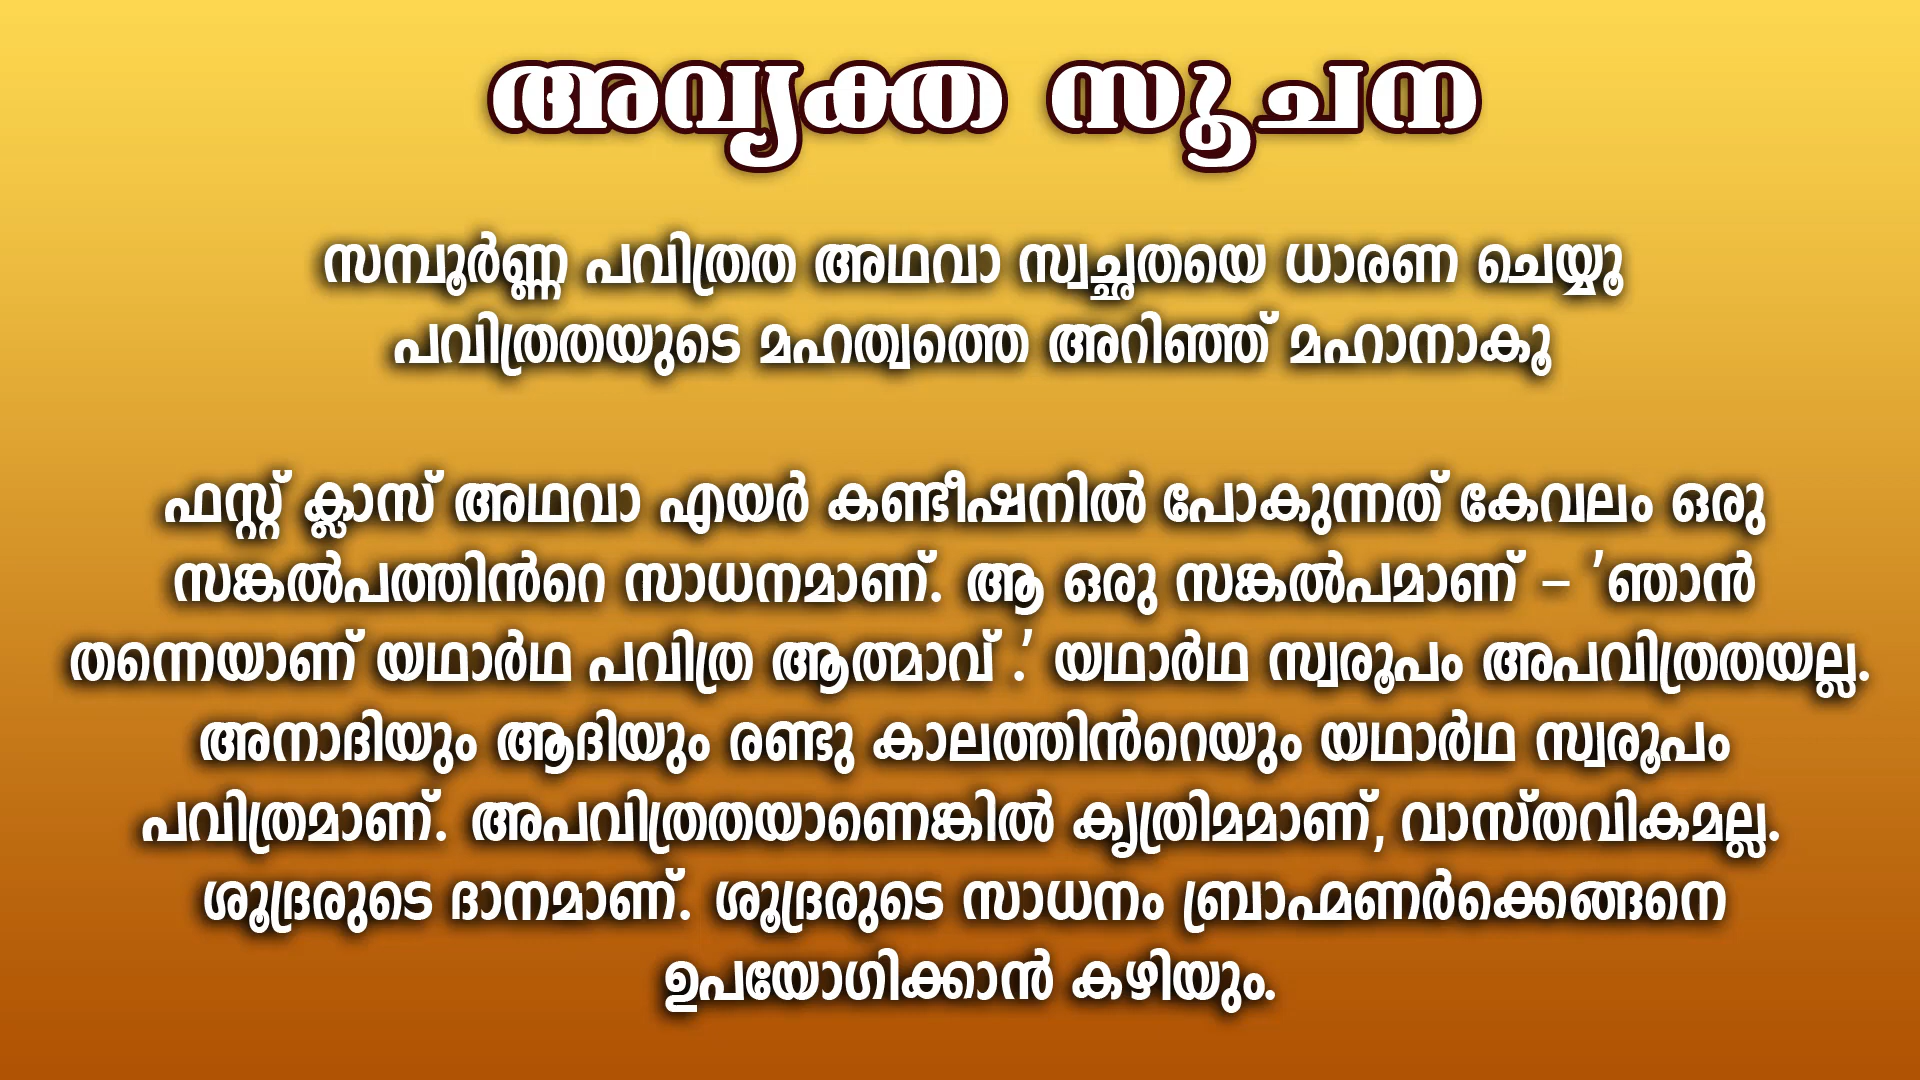 അവ്യക്ത സൂചന
സമ്പൂർണ്ണ പവിത്രത അഥവാ സ്വച്ഛതയെ ധാരണ ചെയ്യൂ
പവിത്രതയുടെ മഹത്വത്തെ അറിഞ്ഞ് മഹാനാകൂ
ഫസ്റ്റ് ക്ലാസ് അഥവാ എയർ കണ്ടീഷനിൽ പോകുന്നത് കേവലം ഒരു
സങ്കൽപത്തിൻറെ സാധനമാണ്. ആ ഒരു സങ്കൽപമാണ് – ’ഞാൻ
തന്നെയാണ് യഥാർഥ പവിത്ര ആത്മാവ് .’ യഥാർഥ സ്വരൂപം അപവിത്രതയല്ല.
അനാദിയും ആദിയും രണ്ടു കാലത്തിൻറെയും യഥാർഥ സ്വരൂപം
പവിത്രമാണ്. അപവിത്രതയാണെങ്കിൽ കൃത്രിമമാണ്, വാസ്തവികമല്ല.
ശൂദ്രരുടെ ദാനമാണ്. ശൂദ്രരുടെ സാധനം ബ്രാഹ്മണർക്കെങ്ങനെ
ഉപയോഗിക്കാൻ കഴിയും.